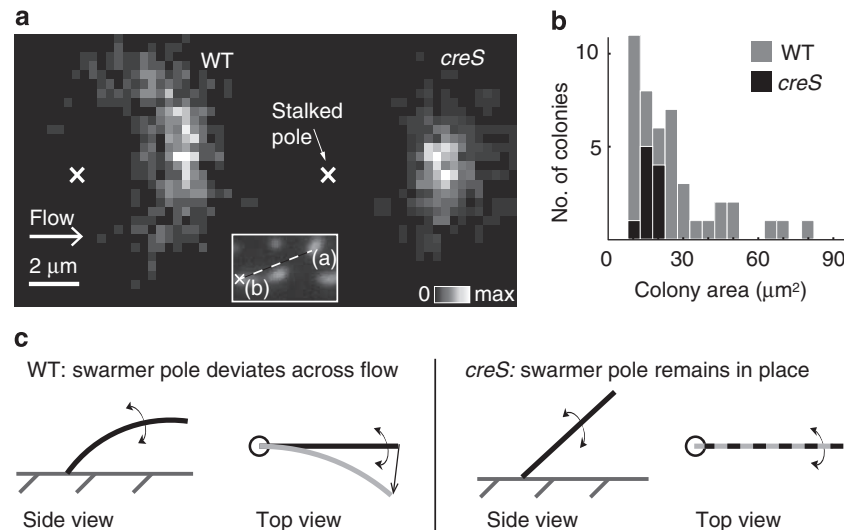 a
WT
creS
Stalked
pole
Flow
2 μm
(a)
(b)
0 max
b
No. of colonies
10
5
WT
creS
0 30 60 90
Colony area (μm²)
c
WT: swarmer pole deviates across flow
Side view
Top view
creS: swarmer pole remains in place
Side view
Top view